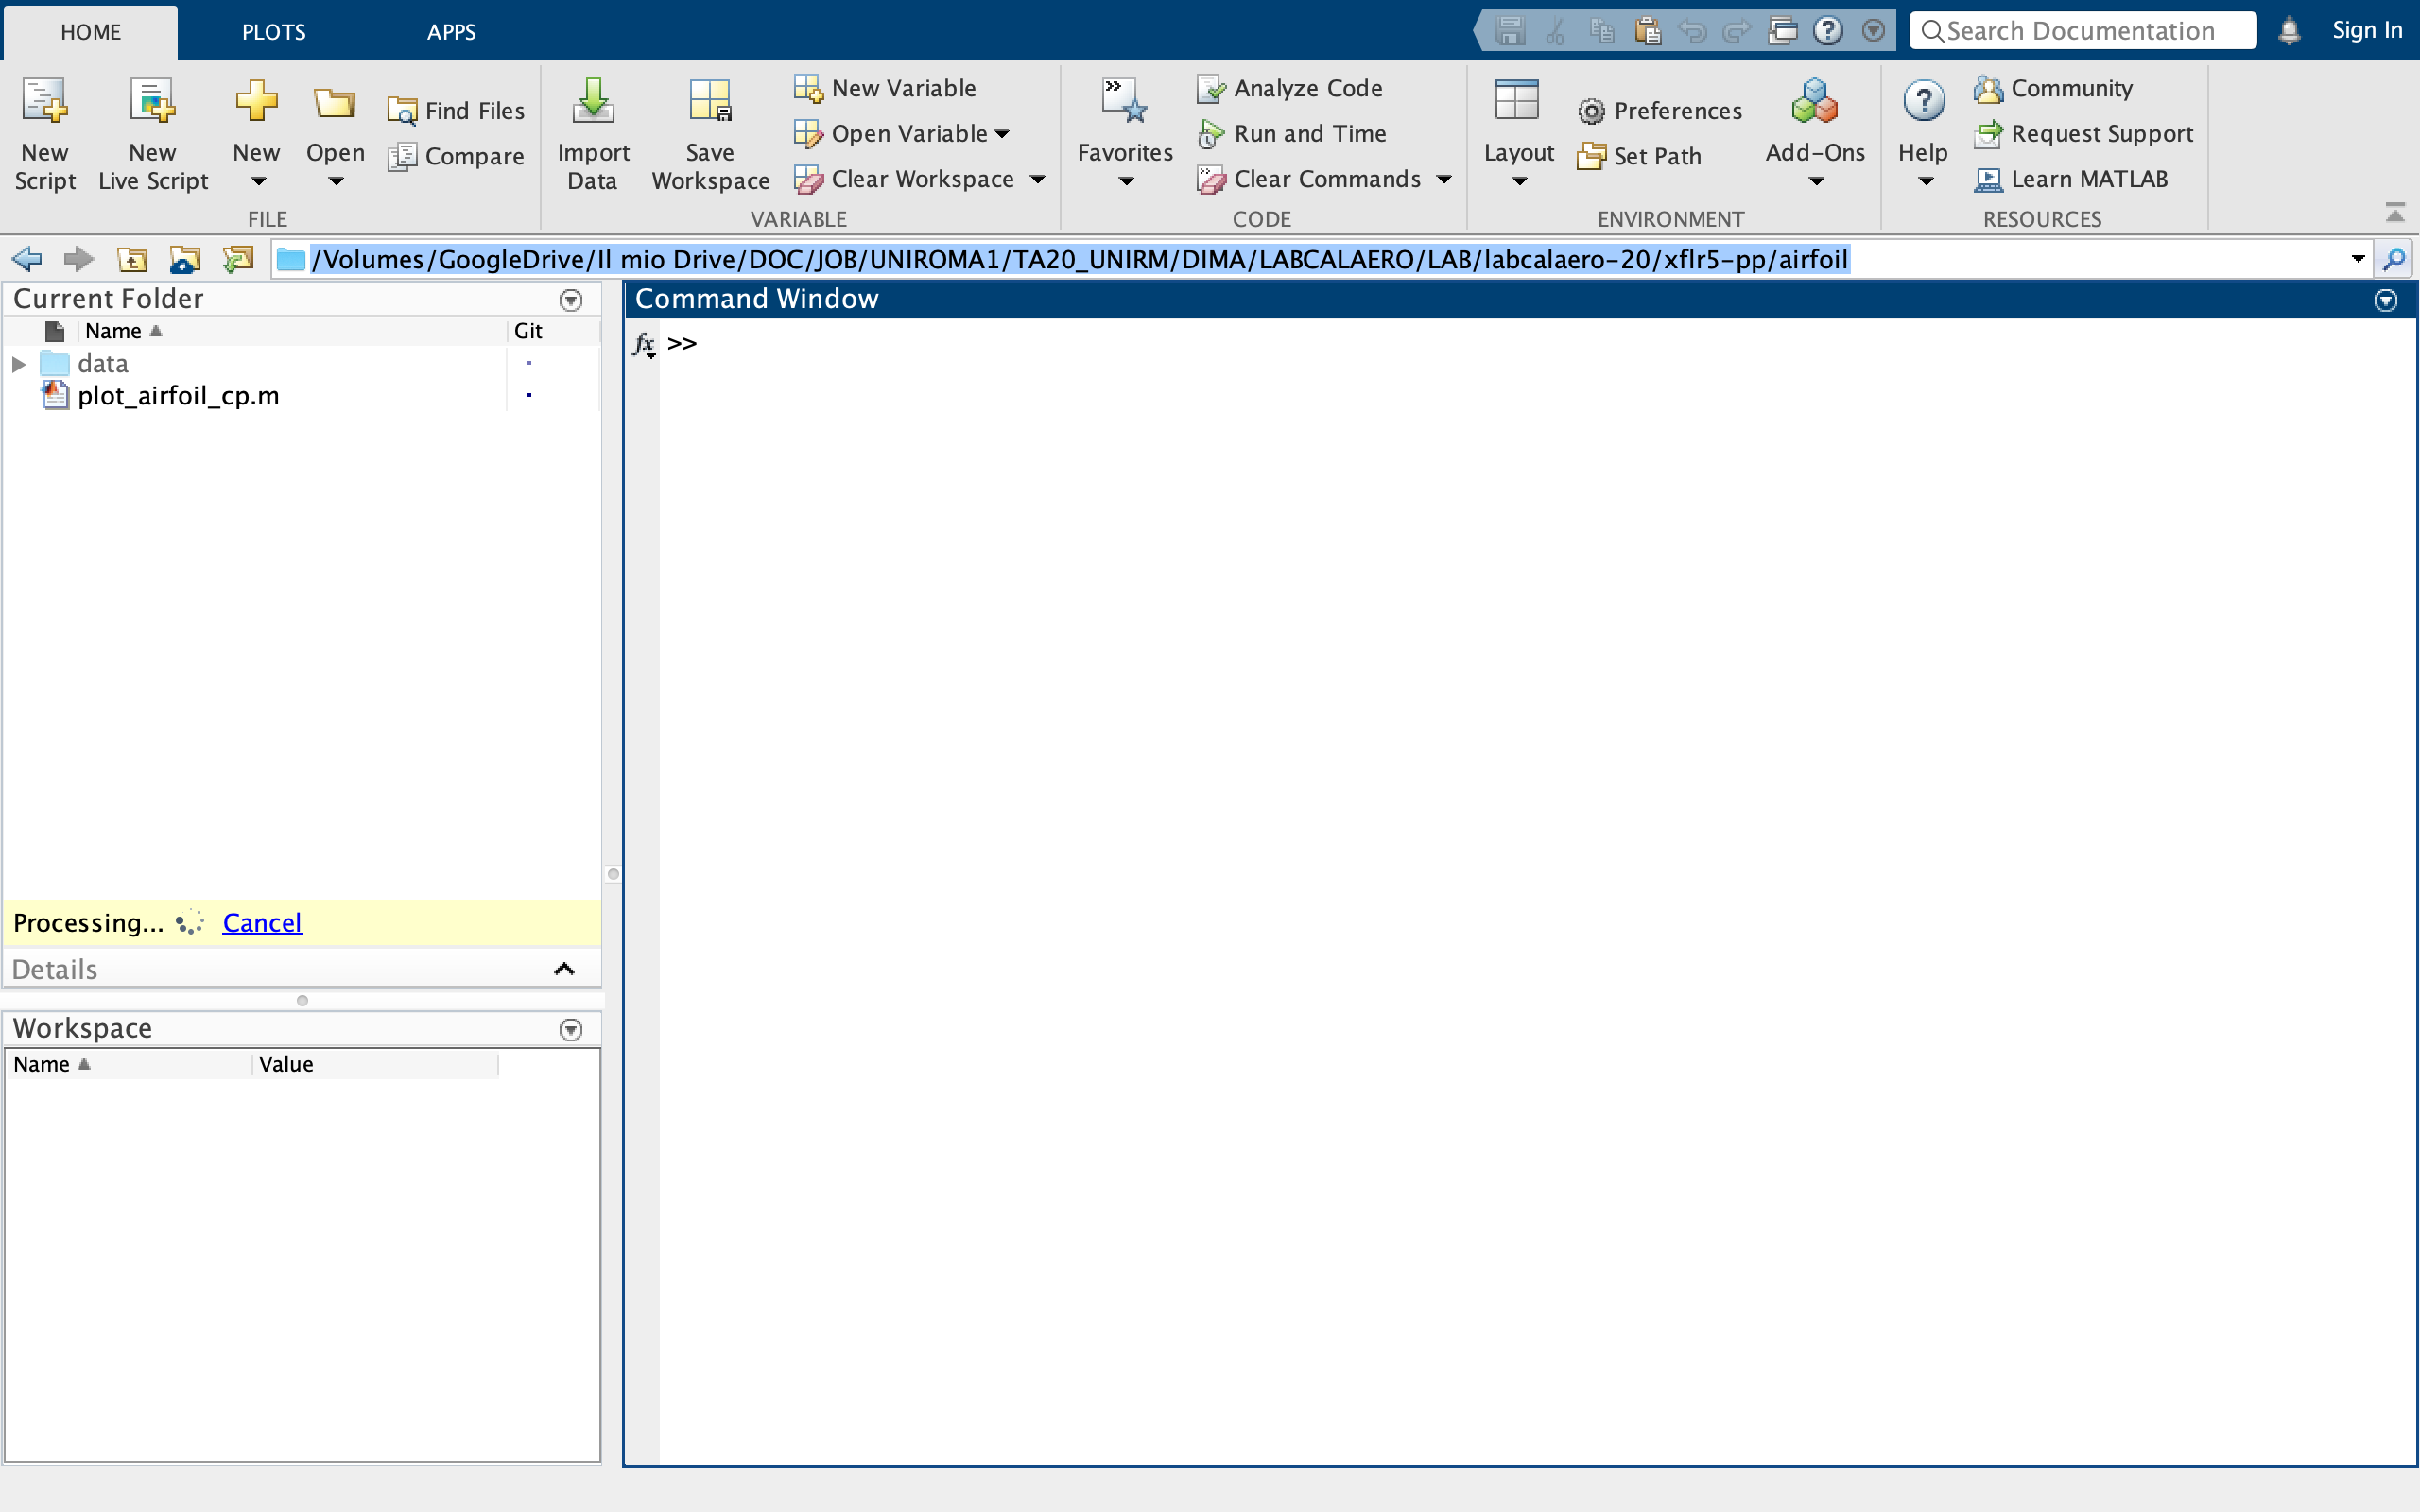 HOME PLOTS APPS Search Documentation Sign In
New Script
New Live Script
New
Open
Find Files
Compare
FILE
Import Data
Save Workspace
New Variable
Open Variable
Clear Workspace
VARIABLE
Favorites
Analyze Code
Run and Time
Clear Commands
CODE
Layout
Preferences
Set Path
Add-Ons
ENVIRONMENT
Help
Community
Request Support
Learn MATLAB
RESOURCES
/Volumes/GoogleDrive/Il mio Drive/DOC/JOB/UNIROMA1/TA20_UNIRM/DIMA/LABCALAERO/LAB/labcalaero-20/xflr5-pp/airfoil
Current Folder
Name Git
data
plot_airfoil_cp.m
Processing... Cancel
Details
Workspace
Name Value
Command Window
fx >>